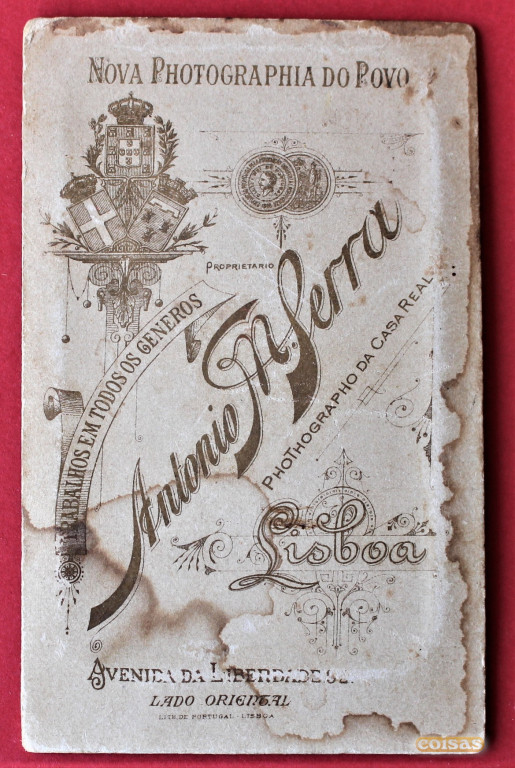 NOVA PHOTOGRAPHIA DO POVO
PROPRIETARIO
TRABALHOS EM TODOS OS GENEROS
Antonio M. Serra
PHOTHOGRAPHO DA CASA REAL
Lisboa
AVENIDA DA LIBERDADE
LADO ORIENTAL
LITH. DE PORTUGAL - LISBOA
coisas